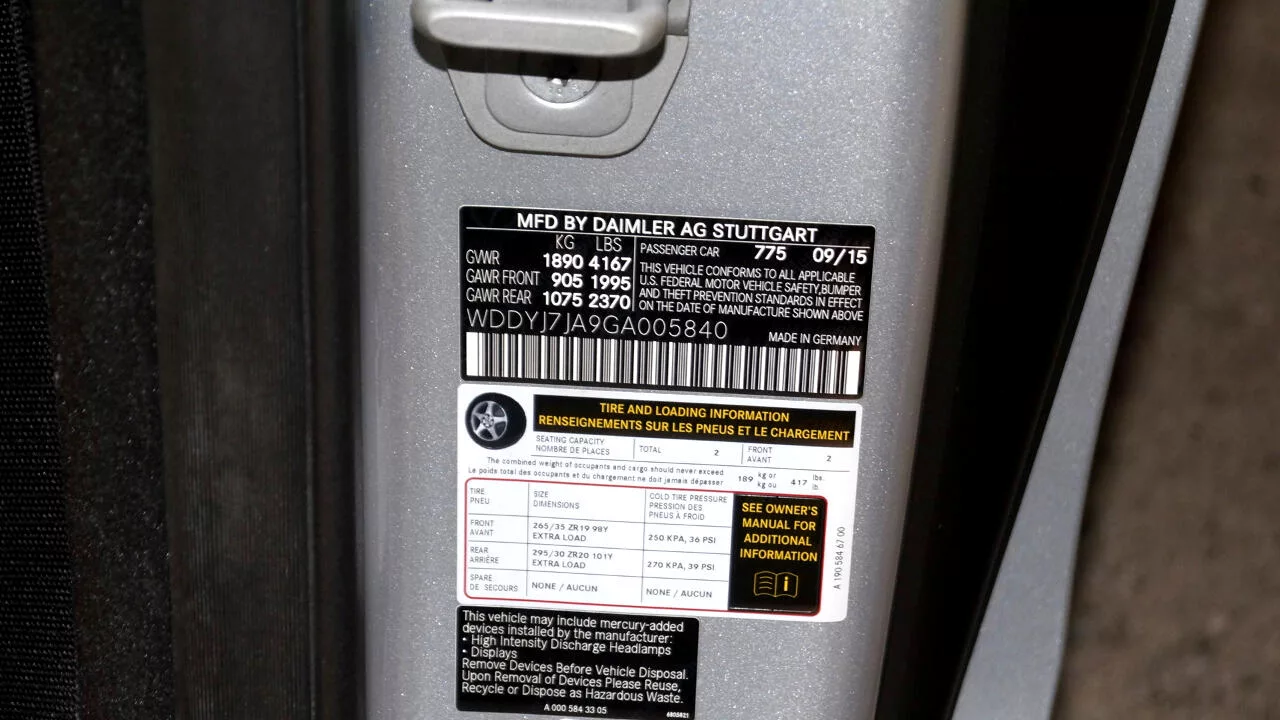 MFD BY DAIMLER AG STUTTGART
KG LBS
GVWR 1890 4167
GAWR FRONT 905 1995
GAWR REAR 1075 2370
PASSENGER CAR 775 09/15
THIS VEHICLE CONFORMS TO ALL APPLICABLE
U.S. FEDERAL MOTOR VEHICLE SAFETY,BUMPER
AND THEFT PREVENTION STANDARDS IN EFFECT
ON THE DATE OF MANUFACTURE SHOWN ABOVE
WDDYJ7JA9GA005840
MADE IN GERMANY
TIRE AND LOADING INFORMATION
RENSEIGNEMENTS SUR LES PNEUS ET LE CHARGEMENT
SEATING CAPACITY
NOMBRE DE PLACES
TOTAL 2
FRONT
AVANT
2
The combined weight of occupants and cargo should never exceed
Le poids total des occupants et du chargement ne doit jamais dépasser
189 kg or 417 lbs.
kg ou lb.
TIRE
PNEU
SIZE
DIMENSIONS
COLD TIRE PRESSURE
PRESSION DES
PNEUS À FROID
FRONT
AVANT
265/35 ZR19 98Y
EXTRA LOAD
250 KPA, 36 PSI
REAR
ARRIÈRE
295/30 ZR20 101Y
EXTRA LOAD
270 KPA, 39 PSI
SPARE
DE SECOURS
NONE / AUCUN
NONE / AUCUN
SEE OWNER'S
MANUAL FOR
ADDITIONAL
INFORMATION
i
A 190 584 67 00
This vehicle may include mercury-added
devices installed by the manufacturer:
• High Intensity Discharge Headlamps
• Displays
Remove Devices Before Vehicle Disposal.
Upon Removal of Devices Please Reuse,
Recycle or Dispose as Hazardous Waste.
A 000 584 33 05
6805821